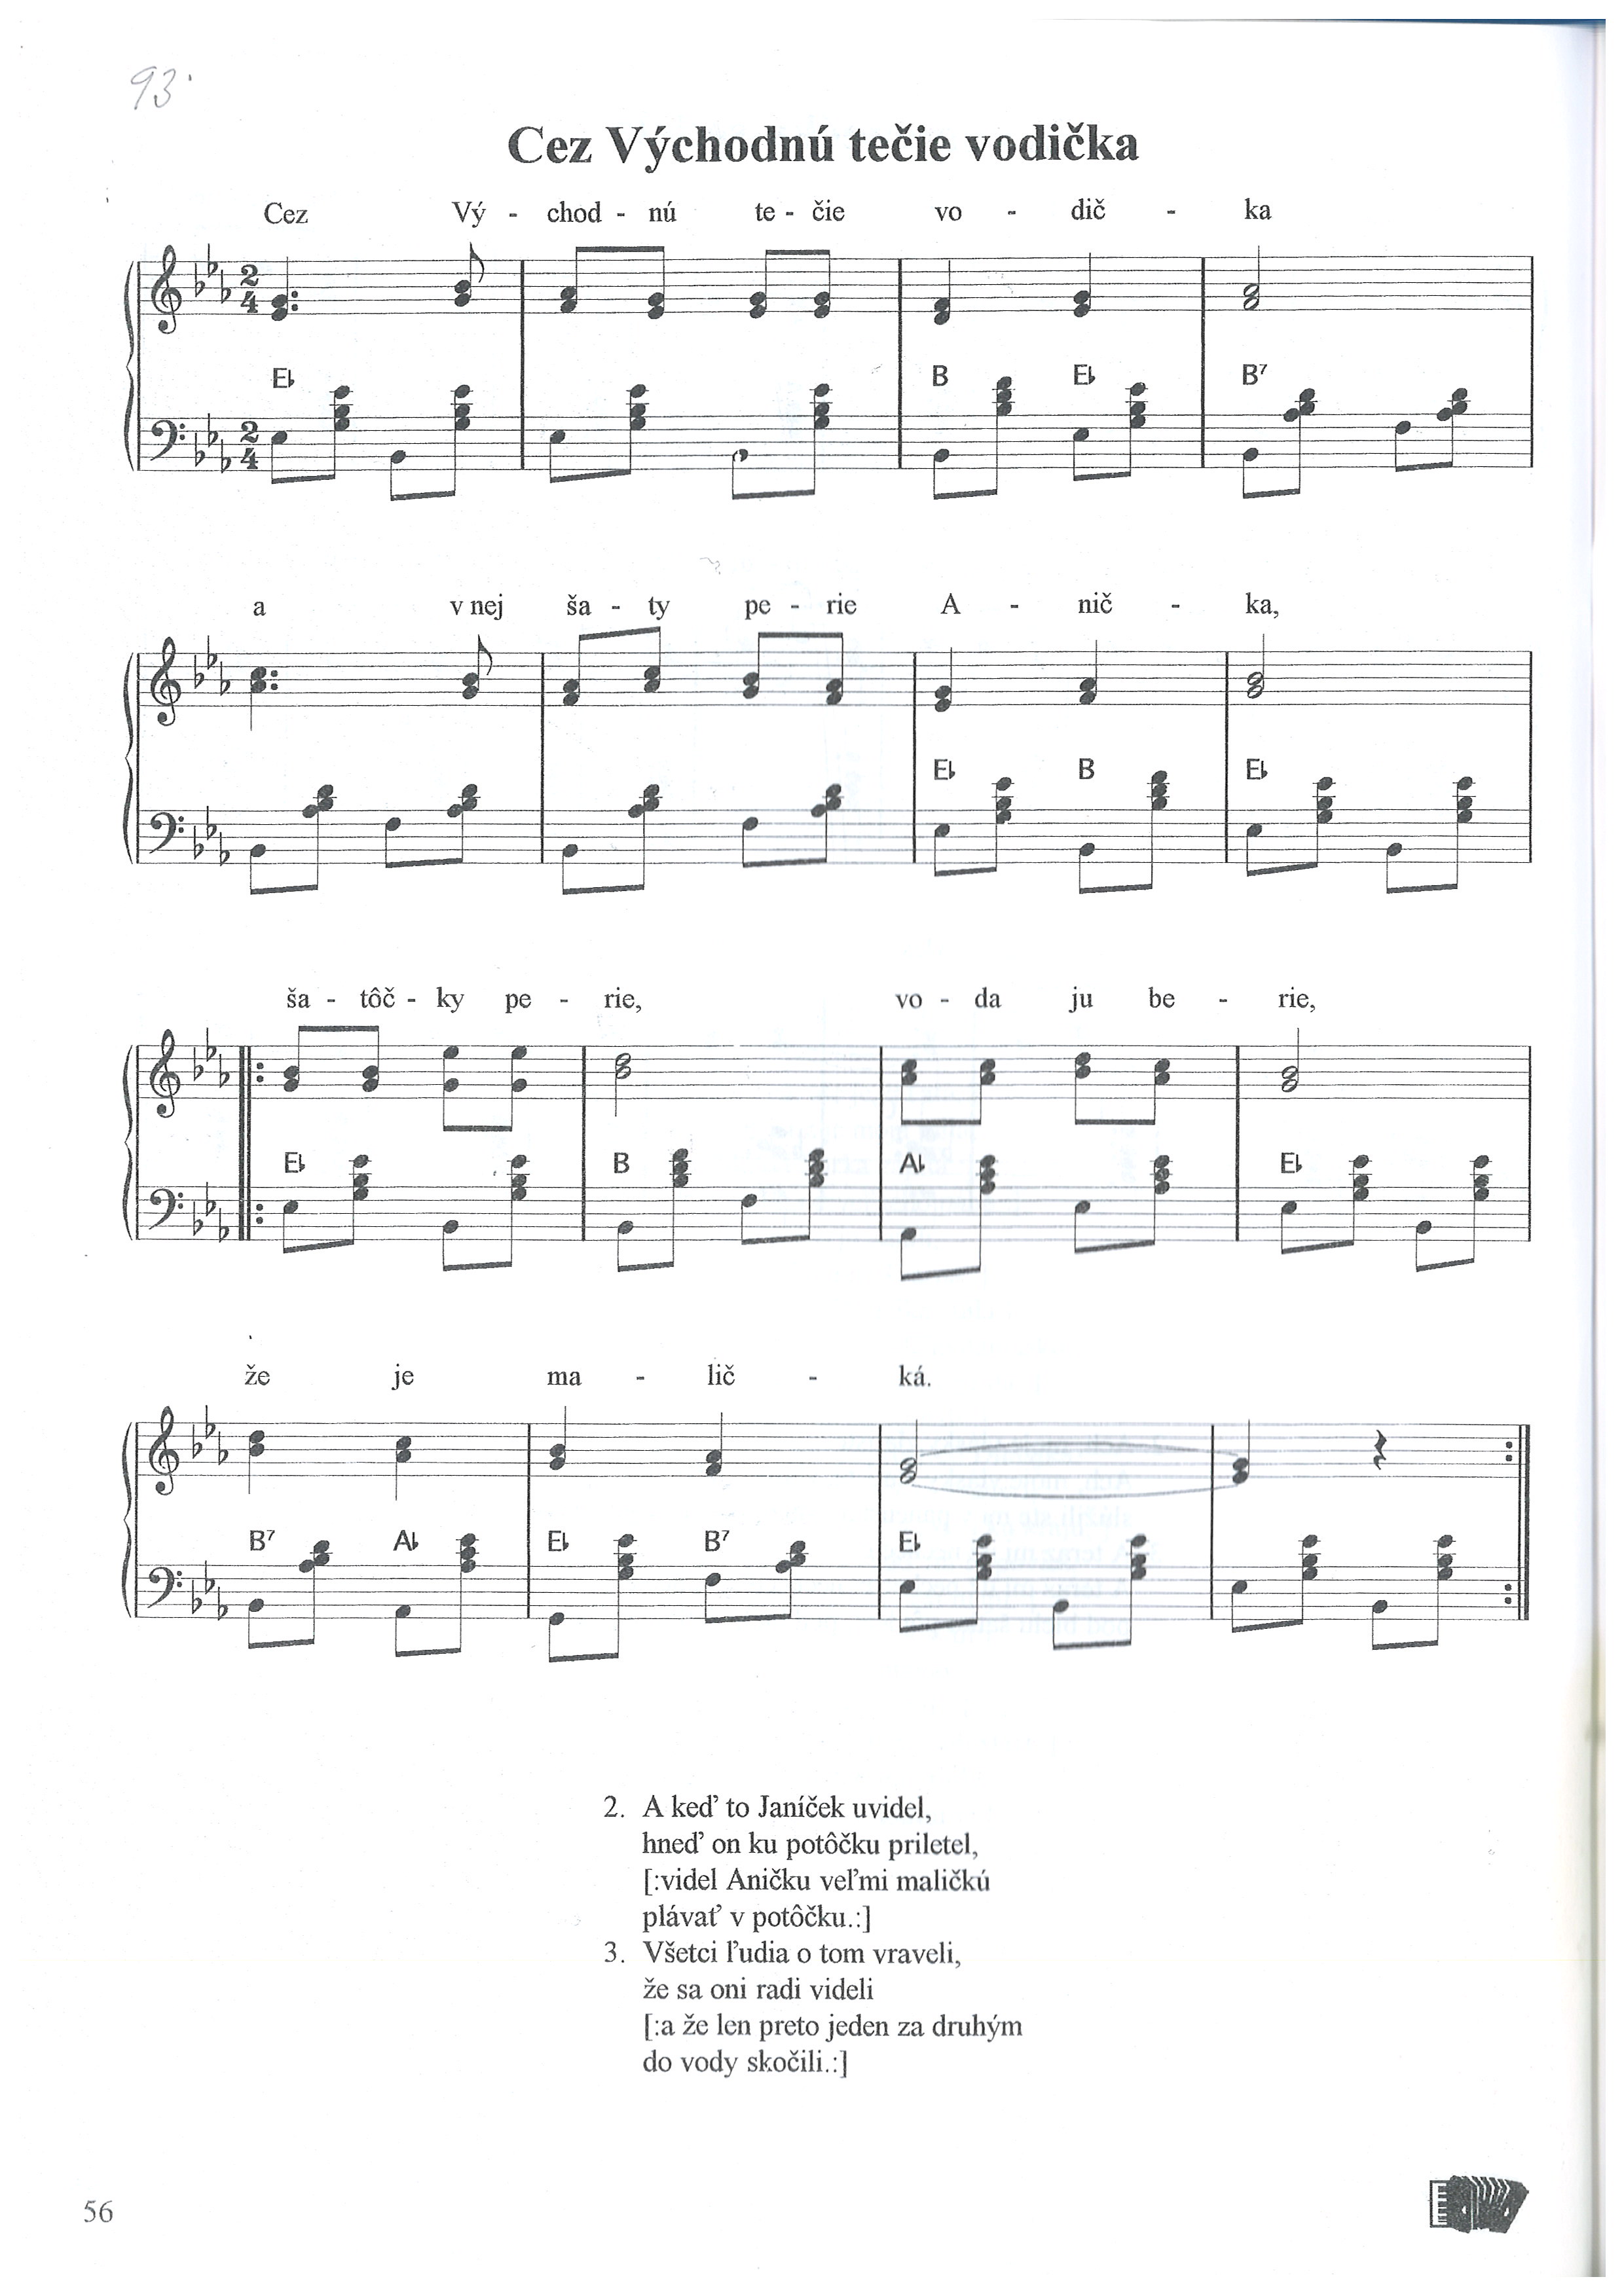 93.
Cez Východnú tečie vodička
Cez Vý - chod - nú te - čie vo - dič - ka
2 4
E♭ B E♭ B7
2 4
a v nej ša - ty pe - rie A - nič - ka,
E♭ B E♭
ša - tôč - ky pe - rie, vo - da ju be - rie,
E♭ B A♭ E♭
že je ma - lič - ká.
B7 A♭ E♭ B7 E♭
2. A keď to Janíček uvidel,
hneď on ku potôčku priletel,
[:videl Aničku veľmi maličkú
plávať v potôčku.:]
3. Všetci ľudia o tom vraveli,
že sa oni radi videli
[:a že len preto jeden za druhým
do vody skočili.:]
56